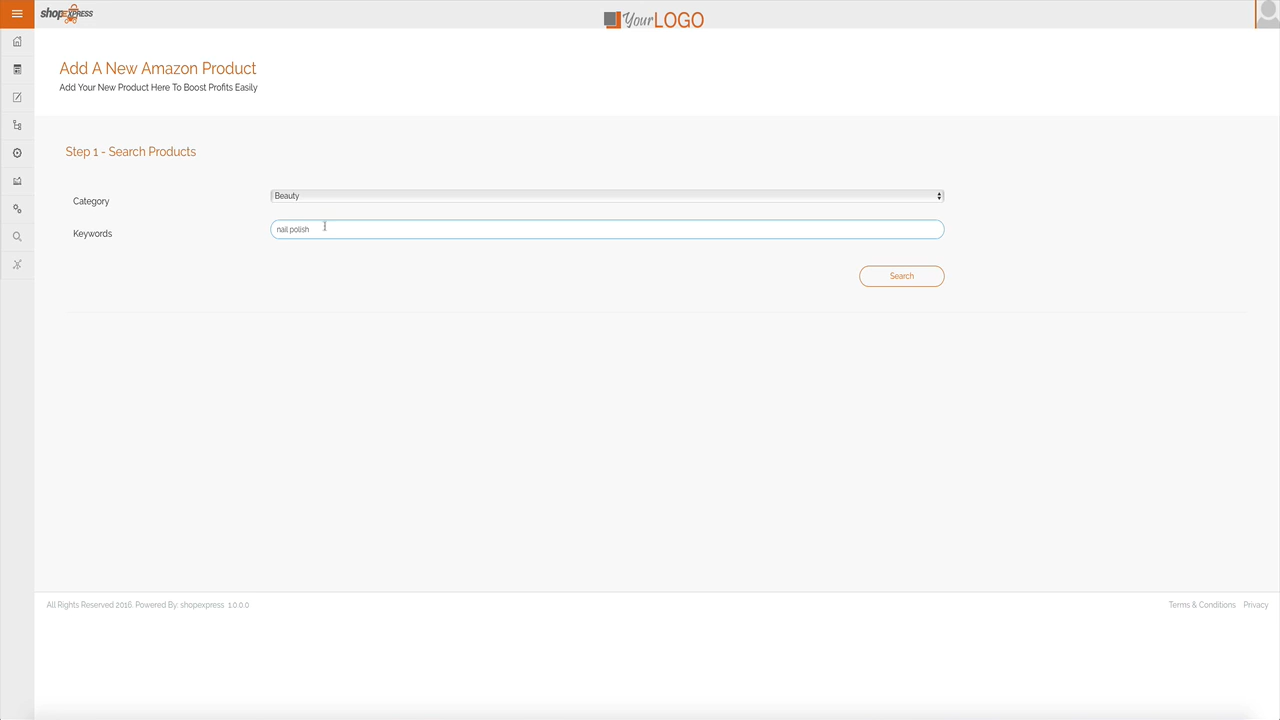 shopEXPRESS
YourLOGO
Add A New Amazon Product
Add Your New Product Here To Boost Profits Easily
Step 1 - Search Products
Category
Beauty
Keywords
nail polish
Search
All Rights Reserved 2016. Powered By: shopexpress 1.0.0.0
Terms & Conditions Privacy